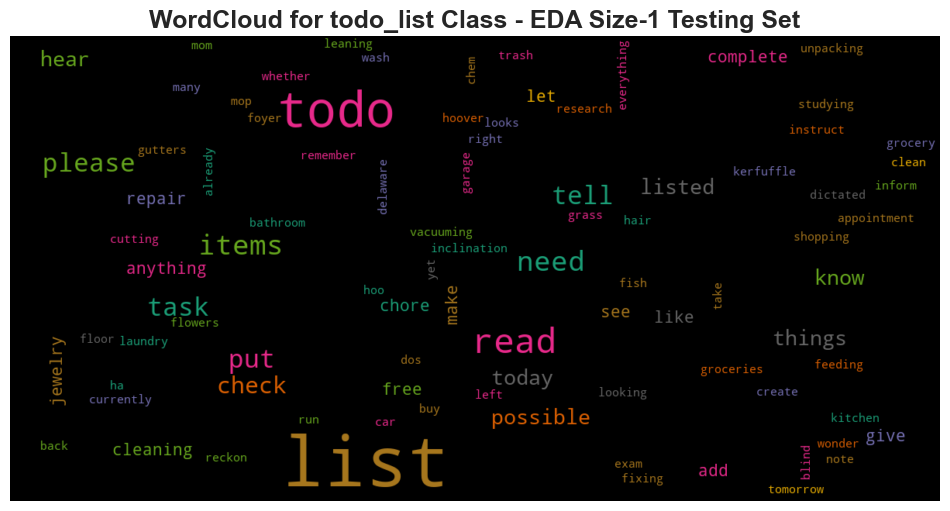 WordCloud for todo_list Class - EDA Size-1 Testing Set
mom
leaning
hear
wash
trash
everything
complete
unpacking
whether
chem
many
todo
let
mop
research
studying
foyer
hoover
looks
instruct
right
grocery
gutters
remember
please
already
delaware
garage
kerfuffle
clean
listed
inform
repair
tell
dictated
grass
hair
appointment
bathroom
cutting
items
vacuuming
shopping
inclination
need
anything
yet
know
fish
hoo
task
chore
make
see
take
like
flowers
floor
laundry
read
things
put
dos
jewelry
check
today
groceries
feeding
ha
free
left
looking
create
currently
buy
run
car
possible
kitchen
back
cleaning
list
give
reckon
wonder
exam
add
blind
note
fixing
tomorrow